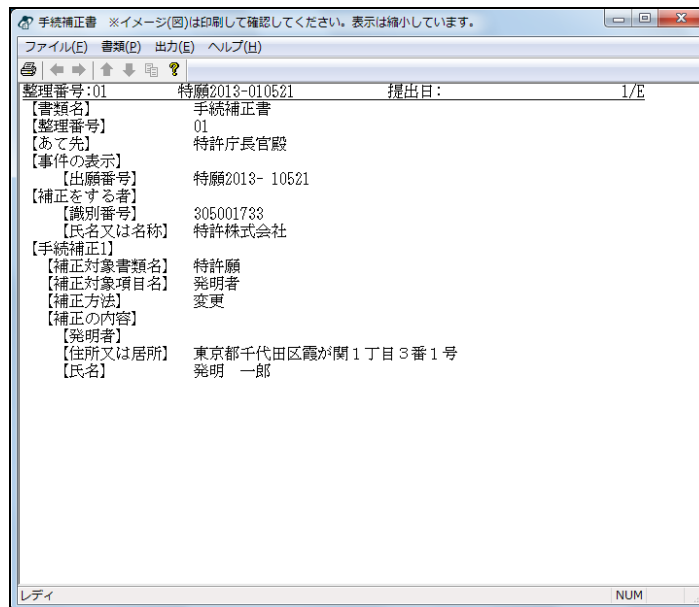 手続補正書　※イメージ(図)は印刷して確認してください。表示は縮小しています。
ファイル(F) 書類(P) 出力(E) ヘルプ(H)
整理番号:01 特願2013-010521 提出日: 1/E
【書類名】 手続補正書
【整理番号】 01
【あて先】 特許庁長官殿
【事件の表示】
【出願番号】 特願2013- 10521
【補正をする者】
【識別番号】 305001733
【氏名又は名称】 特許株式会社
【手続補正1】
【補正対象書類名】 特許願
【補正対象項目名】 発明者
【補正方法】 変更
【補正の内容】
【発明者】
【住所又は居所】 東京都千代田区霞が関１丁目３番１号
【氏名】 発明　一郎
レディ NUM